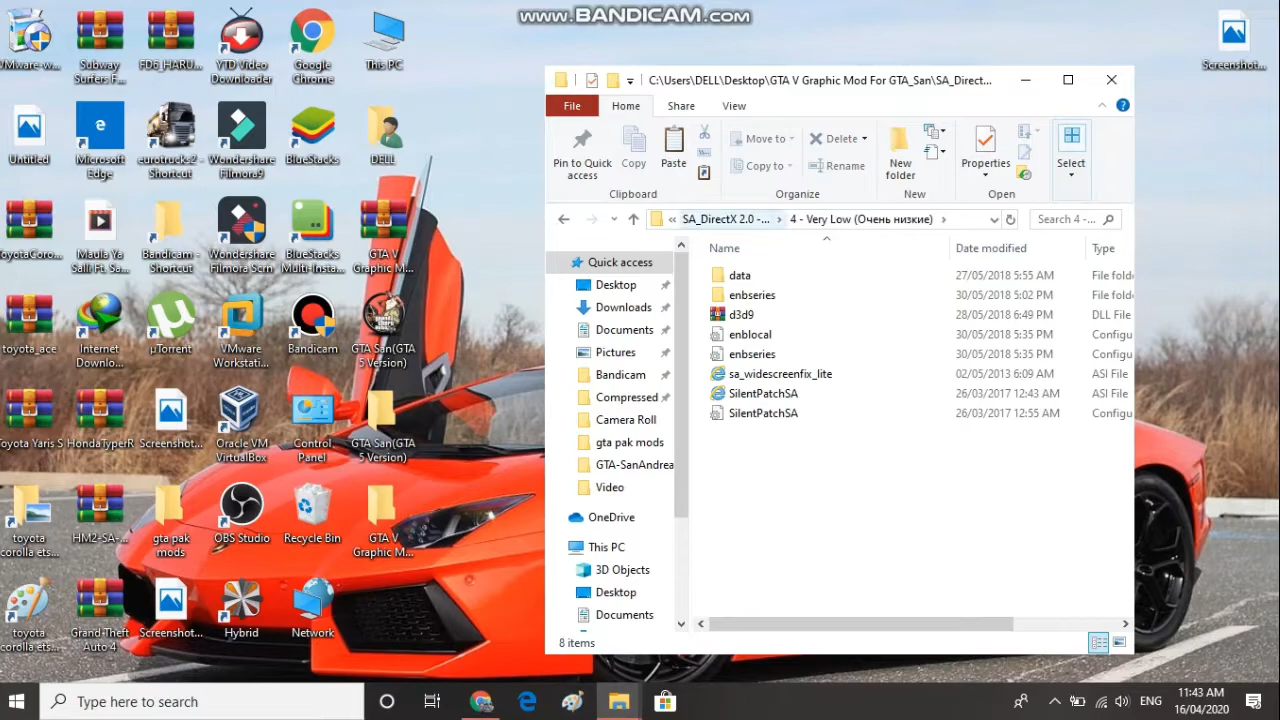 www.BANDICAM.com
VMware-w...
Subway
Surfers F...
FD6_HARU...
YTD Video
Downloader
Google
Chrome
This PC
Screenshot...
Untitled
Microsoft
Edge
eurotrucks2 -
Shortcut
Wondershare
Filmora9
BlueStacks
DELL
ToyotaCoro...
Maula Ya
Salli Ft. Sa...
Bandicam -
Shortcut
Wondershare
Filmora Scrn
BlueStacks
Multi-Insta...
GTA V
Graphic M...
toyota_ace
Internet
Downlo...
µTorrent
VMware
Workstati...
Bandicam
GTA San(GTA
5 Version)
Toyota Yaris S
HondaTyperR
Screenshot...
Oracle VM
VirtualBox
Control
Panel
GTA San(GTA
5 Version)
toyota
corolla ets...
HM2-SA-...
gta pak
mods
OBS Studio
Recycle Bin
GTA V
Graphic M...
toyota
corolla ets...
Grand-Theft
Auto 4
Screenshot...
Hybrid
Network
C:\Users\DELL\Desktop\GTA V Graphic Mod For GTA_San\SA_Direct...
File Home Share View
Pin to Quick
access
Copy
Paste
Clipboard
Move to
Copy to
Delete
Rename
Organize
New
folder
New
Properties
Open
Select
« SA_DirectX 2.0 -... › 4 - Very Low (Очень низкие) ›
Search 4 -...
Name Date modified Type
data 27/05/2018 5:55 AM File folde
enbseries 30/05/2018 5:02 PM File folde
d3d9 28/05/2018 6:49 PM DLL File
enblocal 30/05/2018 5:35 PM Configu
enbseries 30/05/2018 5:35 PM Configu
sa_widescreenfix_lite 02/05/2013 6:09 AM ASI File
SilentPatchSA 26/03/2017 12:43 AM ASI File
SilentPatchSA 26/03/2017 12:55 AM Configu
Quick access
Desktop
Downloads
Documents
Pictures
Bandicam
Compressed
Camera Roll
gta pak mods
GTA-SanAndrea
Video
OneDrive
This PC
3D Objects
Desktop
Documents
8 items
Type here to search
ENG
11:43 AM
16/04/2020